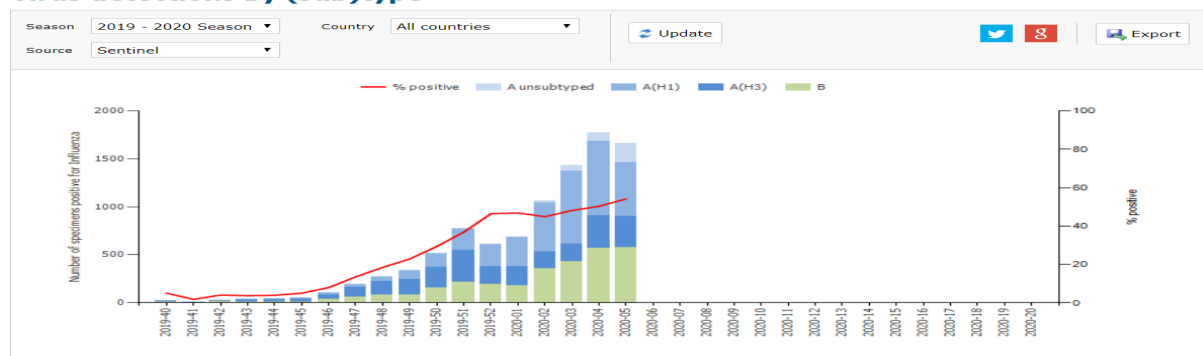 Season 2019 - 2020 Season Country All countries Update Export
Source Sentinel
% positive A unsubtyped A(H1) A(H3) B
Number of specimens positive for Influenza
2000
1500
1000
500
0
100
80
60
40
20
0
% positive
2019-40 2019-41 2019-42 2019-43 2019-44 2019-45 2019-46 2019-47 2019-48 2019-49 2019-50 2019-51 2019-52 2020-01 2020-02 2020-03 2020-04 2020-05 2020-06 2020-07 2020-08 2020-09 2020-10 2020-11 2020-12 2020-13 2020-14 2020-15 2020-16 2020-17 2020-18 2020-19 2020-20